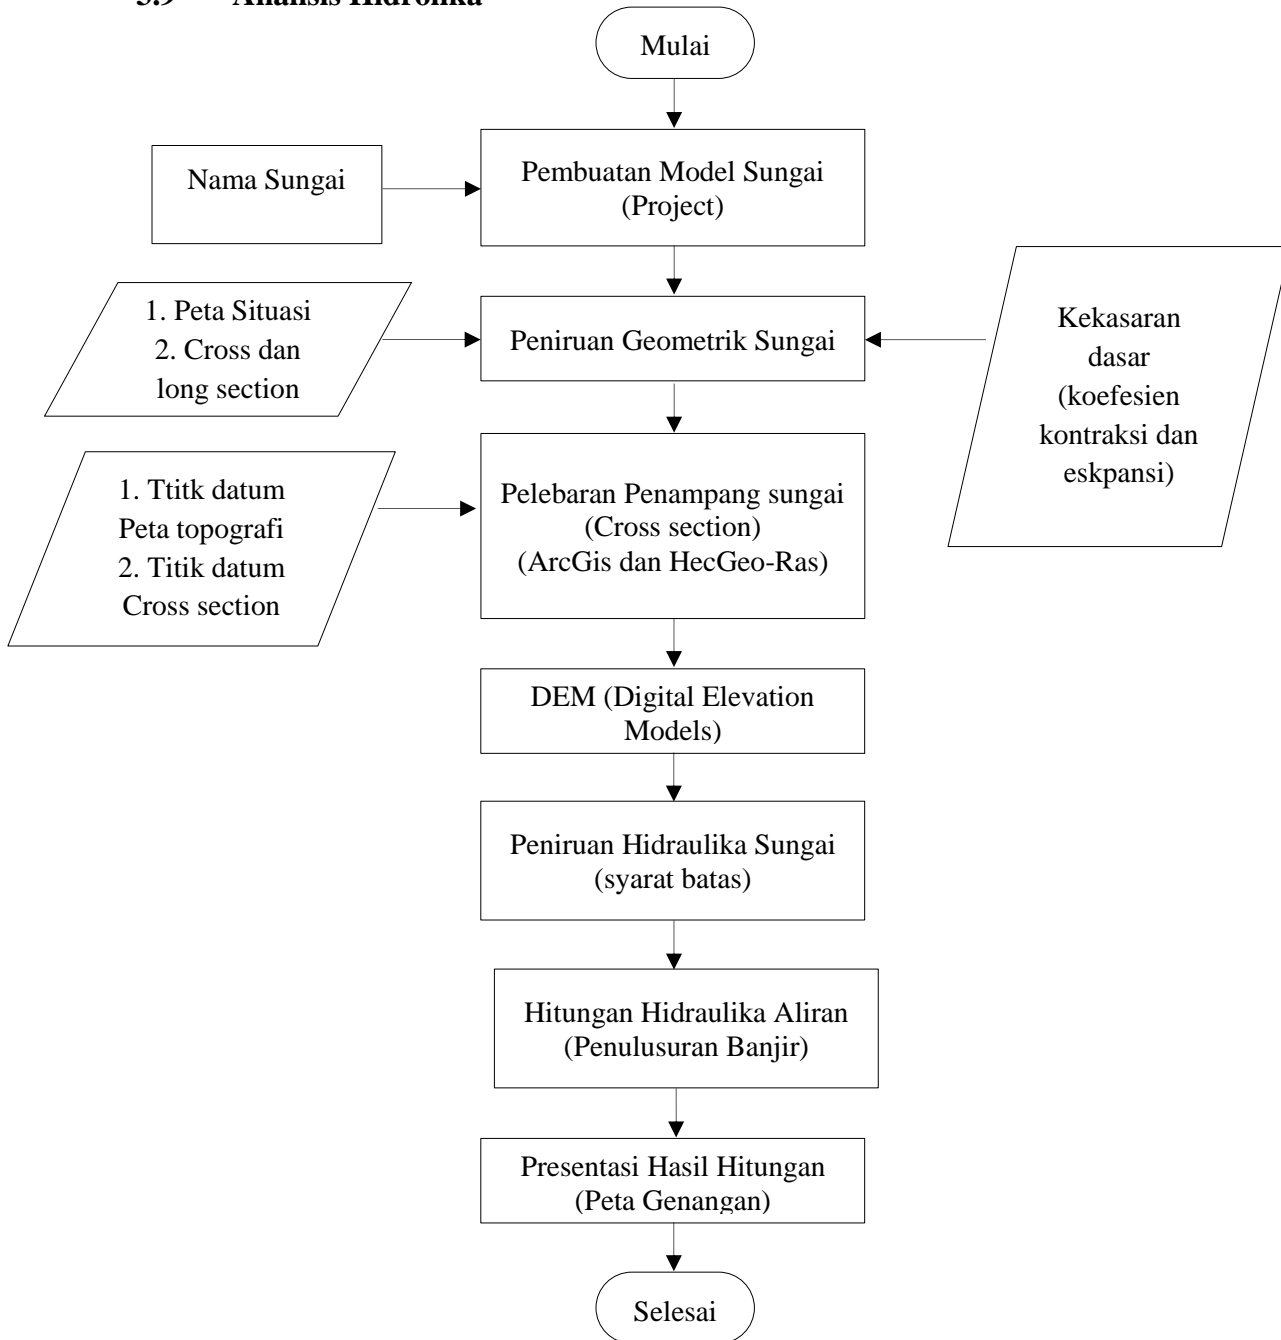 3.9 Analisis Hidrolika
Mulai
Nama Sungai
Pembuatan Model Sungai
(Project)
1. Peta Situasi
2. Cross dan
long section
Peniruan Geometrik Sungai
Kekasaran
dasar
(koefesien
kontraksi dan
eskpansi)
1. Ttitk datum
Peta topografi
2. Titik datum
Cross section
Pelebaran Penampang sungai
(Cross section)
(ArcGis dan HecGeo-Ras)
DEM (Digital Elevation
Models)
Peniruan Hidraulika Sungai
(syarat batas)
Hitungan Hidraulika Aliran
(Penulusuran Banjir)
Presentasi Hasil Hitungan
(Peta Genangan)
Selesai